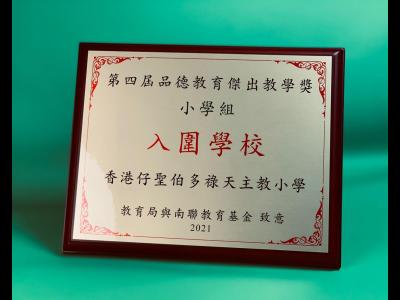 第四屆品德教育傑出教學獎
小學組
入圍學校
香港仔聖伯多祿天主教小學
教育局與南聯教育基金 致意
2021